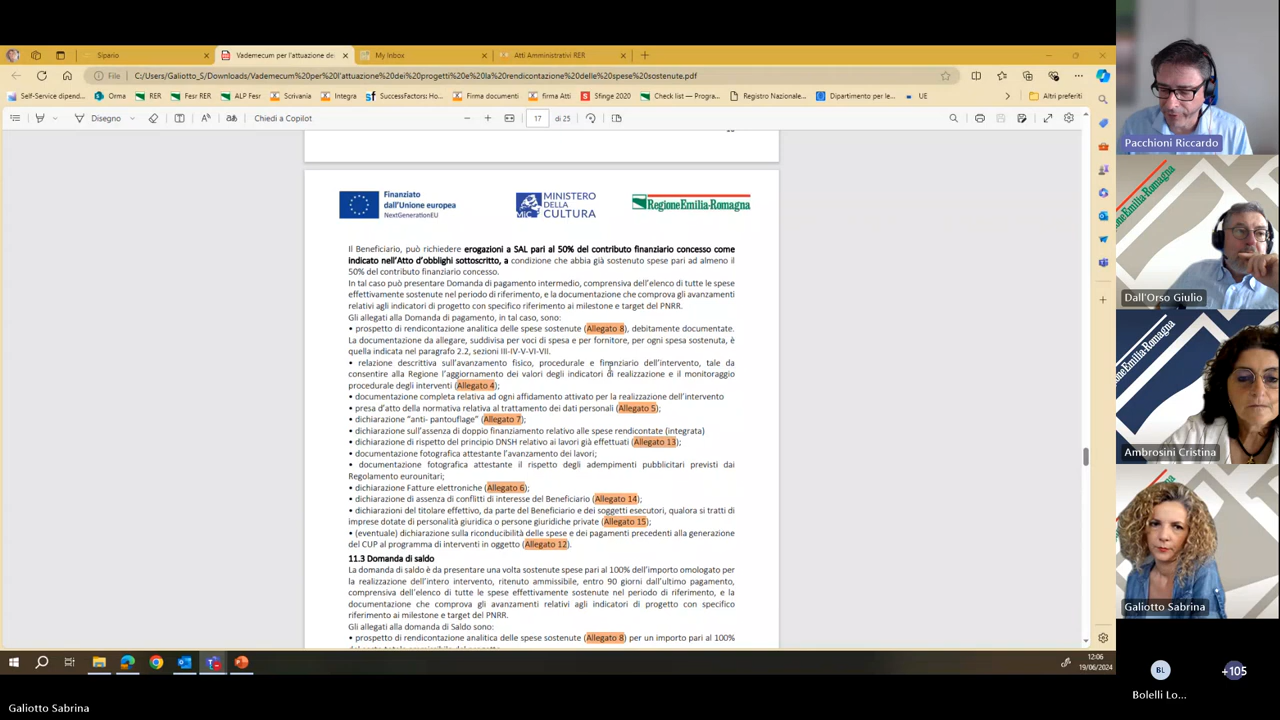 Sipario
Vademecum per l'attuazione de
My Inbox
Atti Amministrativi RER
File
C:/Users/Galiotto_S/Downloads/Vademecum%20per%20l'attuazione%20dei%20progetti%20e%20la%20rendicontazione%20delle%20spese%20sostenute.pdf
Self-Service dipend...
Orma
RER
Fesr RER
ALP Fesr
Scrivania
Integra
SuccessFactors: Ho...
Firma documenti
firma Atti
Sfinge 2020
Check list — Progra...
Registro Nazionale...
Dipartimento per le...
UE
Altri preferiti
Disegno
Chiedi a Copilot
17
di 25
Finanziato
dall'Unione europea
NextGenerationEU
MIC
MINISTERO
DELLA
CULTURA
RegioneEmilia-Romagna
Il Beneficiario, può richiedere erogazioni a SAL pari al 50% del contributo finanziario concesso come
indicato nell'Atto d'obblighi sottoscritto, a condizione che abbia già sostenuto spese pari ad almeno il
50% del contributo finanziario concesso.
In tal caso può presentare Domanda di pagamento intermedio, comprensiva dell'elenco di tutte le spese
effettivamente sostenute nel periodo di riferimento, e la documentazione che comprova gli avanzamenti
relativi agli indicatori di progetto con specifico riferimento ai milestone e target del PNRR.
Gli allegati alla Domanda di pagamento, in tal caso, sono:
• prospetto di rendicontazione analitica delle spese sostenute (Allegato 8), debitamente documentate.
La documentazione da allegare, suddivisa per voci di spesa e per fornitore, per ogni spesa sostenuta, è
quella indicata nel paragrafo 2.2, sezioni III-IV-V-VI-VII.
• relazione descrittiva sull'avanzamento fisico, procedurale e finanziario dell'intervento, tale da
consentire alla Regione l'aggiornamento dei valori degli indicatori di realizzazione e il monitoraggio
procedurale degli interventi (Allegato 4);
• documentazione completa relativa ad ogni affidamento attivato per la realizzazione dell'intervento
• presa d'atto della normativa relativa al trattamento dei dati personali (Allegato 5);
• dichiarazione "anti- pantouflage" (Allegato 7);
• dichiarazione sull'assenza di doppio finanziamento relativo alle spese rendicontate (integrata)
• dichiarazione di rispetto del principio DNSH relativo ai lavori già effettuati (Allegato 13);
• documentazione fotografica attestante l'avanzamento dei lavori;
• documentazione fotografica attestante il rispetto degli adempimenti pubblicitari previsti dai
Regolamento eurounitari;
• dichiarazione Fatture elettroniche (Allegato 6);
• dichiarazione di assenza di conflitti di interesse del Beneficiario (Allegato 14);
• dichiarazioni del titolare effettivo, da parte del Beneficiario e dei soggetti esecutori, qualora si tratti di
imprese dotate di personalità giuridica o persone giuridiche private (Allegato 15);
• (eventuale) dichiarazione sulla riconducibilità delle spese e dei pagamenti precedenti alla generazione
del CUP al programma di interventi in oggetto (Allegato 12).
11.3 Domanda di saldo
La domanda di saldo è da presentare una volta sostenute spese pari al 100% dell'importo omologato per
la realizzazione dell'intero intervento, ritenuto ammissibile, entro 90 giorni dall'ultimo pagamento,
comprensiva dell'elenco di tutte le spese effettivamente sostenute nel periodo di riferimento, e la
documentazione che comprova gli avanzamenti relativi agli indicatori di progetto con specifico
riferimento ai milestone e target del PNRR.
Gli allegati alla domanda di Saldo sono:
• prospetto di rendicontazione analitica delle spese sostenute (Allegato 8) per un importo pari al 100%
12:06
19/06/2024
Galiotto Sabrina
Pacchioni Riccardo
Dall'Orso Giulio
Ambrosini Cristina
Galiotto Sabrina
BL
Bolelli Lo...
+105